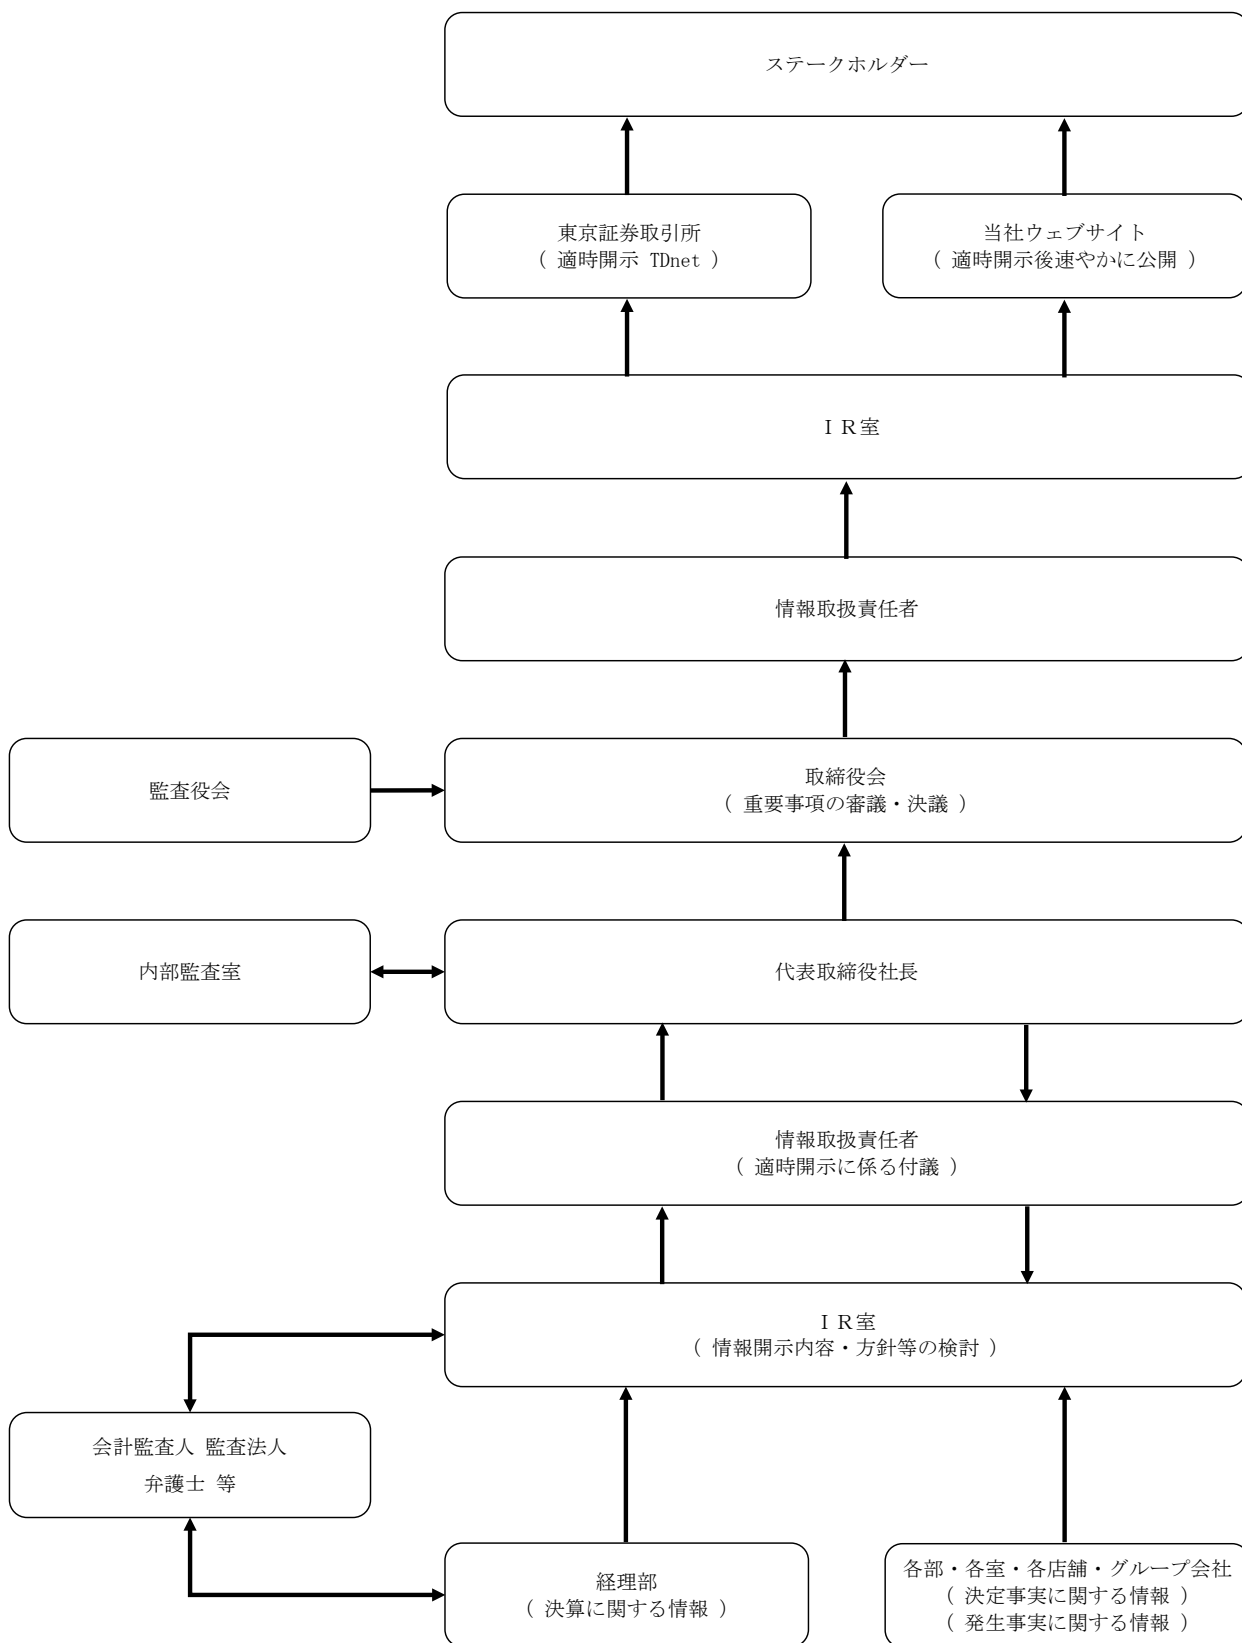 ステークホルダー
東京証券取引所
( 適時開示 TDnet )
当社ウェブサイト
( 適時開示後速やかに公開 )
ＩＲ室
情報取扱責任者
監査役会
取締役会
( 重要事項の審議・決議 )
内部監査室
代表取締役社長
情報取扱責任者
( 適時開示に係る付議 )
ＩＲ室
( 情報開示内容・方針等の検討 )
会計監査人 監査法人
弁護士 等
経理部
( 決算に関する情報 )
各部・各室・各店舗・グループ会社
( 決定事実に関する情報 )
( 発生事実に関する情報 )